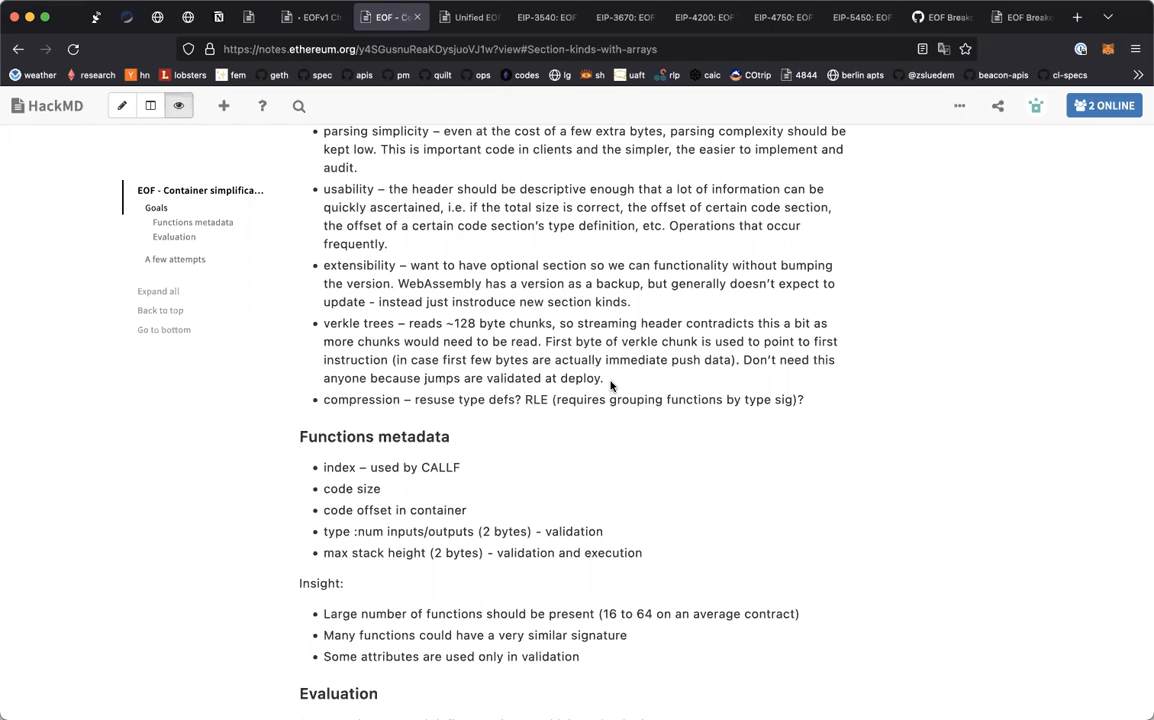 EOFv1 Ch
EOF - Co
Unified EO
EIP-3540: EOF
EIP-3670: EOF
EIP-4200: EOF
EIP-4750: EOF
EIP-5450: EOF
EOF Break
EOF Break
https://notes.ethereum.org/y4SGusnuReaKDysjuoVJ1w?view#Section-kinds-with-arrays
weather research hn lobsters fem geth spec apis pm quilt ops codes lg sh uaft rlp caic COtrip 4844 berlin apts @zsluedem beacon-apis cl-specs
HackMD
2 ONLINE
EOF - Container simplifica...
Goals
Functions metadata
Evaluation
A few attempts
Expand all
Back to top
Go to bottom
• parsing simplicity – even at the cost of a few extra bytes, parsing complexity should be
kept low. This is important code in clients and the simpler, the easier to implement and
audit.
• usability – the header should be descriptive enough that a lot of information can be
quickly ascertained, i.e. if the total size is correct, the offset of certain code section,
the offset of a certain code section's type definition, etc. Operations that occur
frequently.
• extensibility – want to have optional section so we can functionality without bumping
the version. WebAssembly has a version as a backup, but generally doesn't expect to
update - instead just instroduce new section kinds.
• verkle trees – reads ~128 byte chunks, so streaming header contradicts this a bit as
more chunks would need to be read. First byte of verkle chunk is used to point to first
instruction (in case first few bytes are actually immediate push data). Don't need this
anyone because jumps are validated at deploy.
• compression – resuse type defs? RLE (requires grouping functions by type sig)?
Functions metadata
• index – used by CALLF
• code size
• code offset in container
• type :num inputs/outputs (2 bytes) - validation
• max stack height (2 bytes) - validation and execution
Insight:
• Large number of functions should be present (16 to 64 on an average contract)
• Many functions could have a very similar signature
• Some attributes are used only in validation
Evaluation